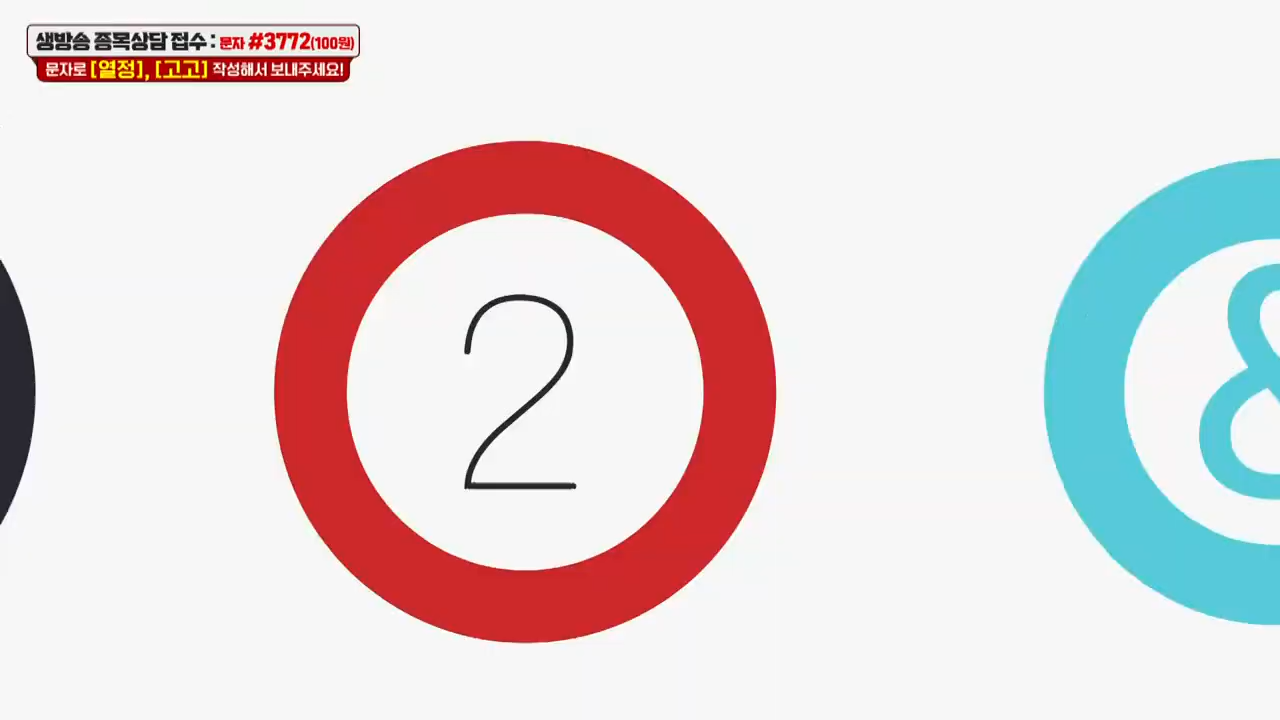 생방송 종목상담 접수 : 문자 #3772(100원)
문자로 [열정], [고고] 작성해서 보내주세요!
2
&